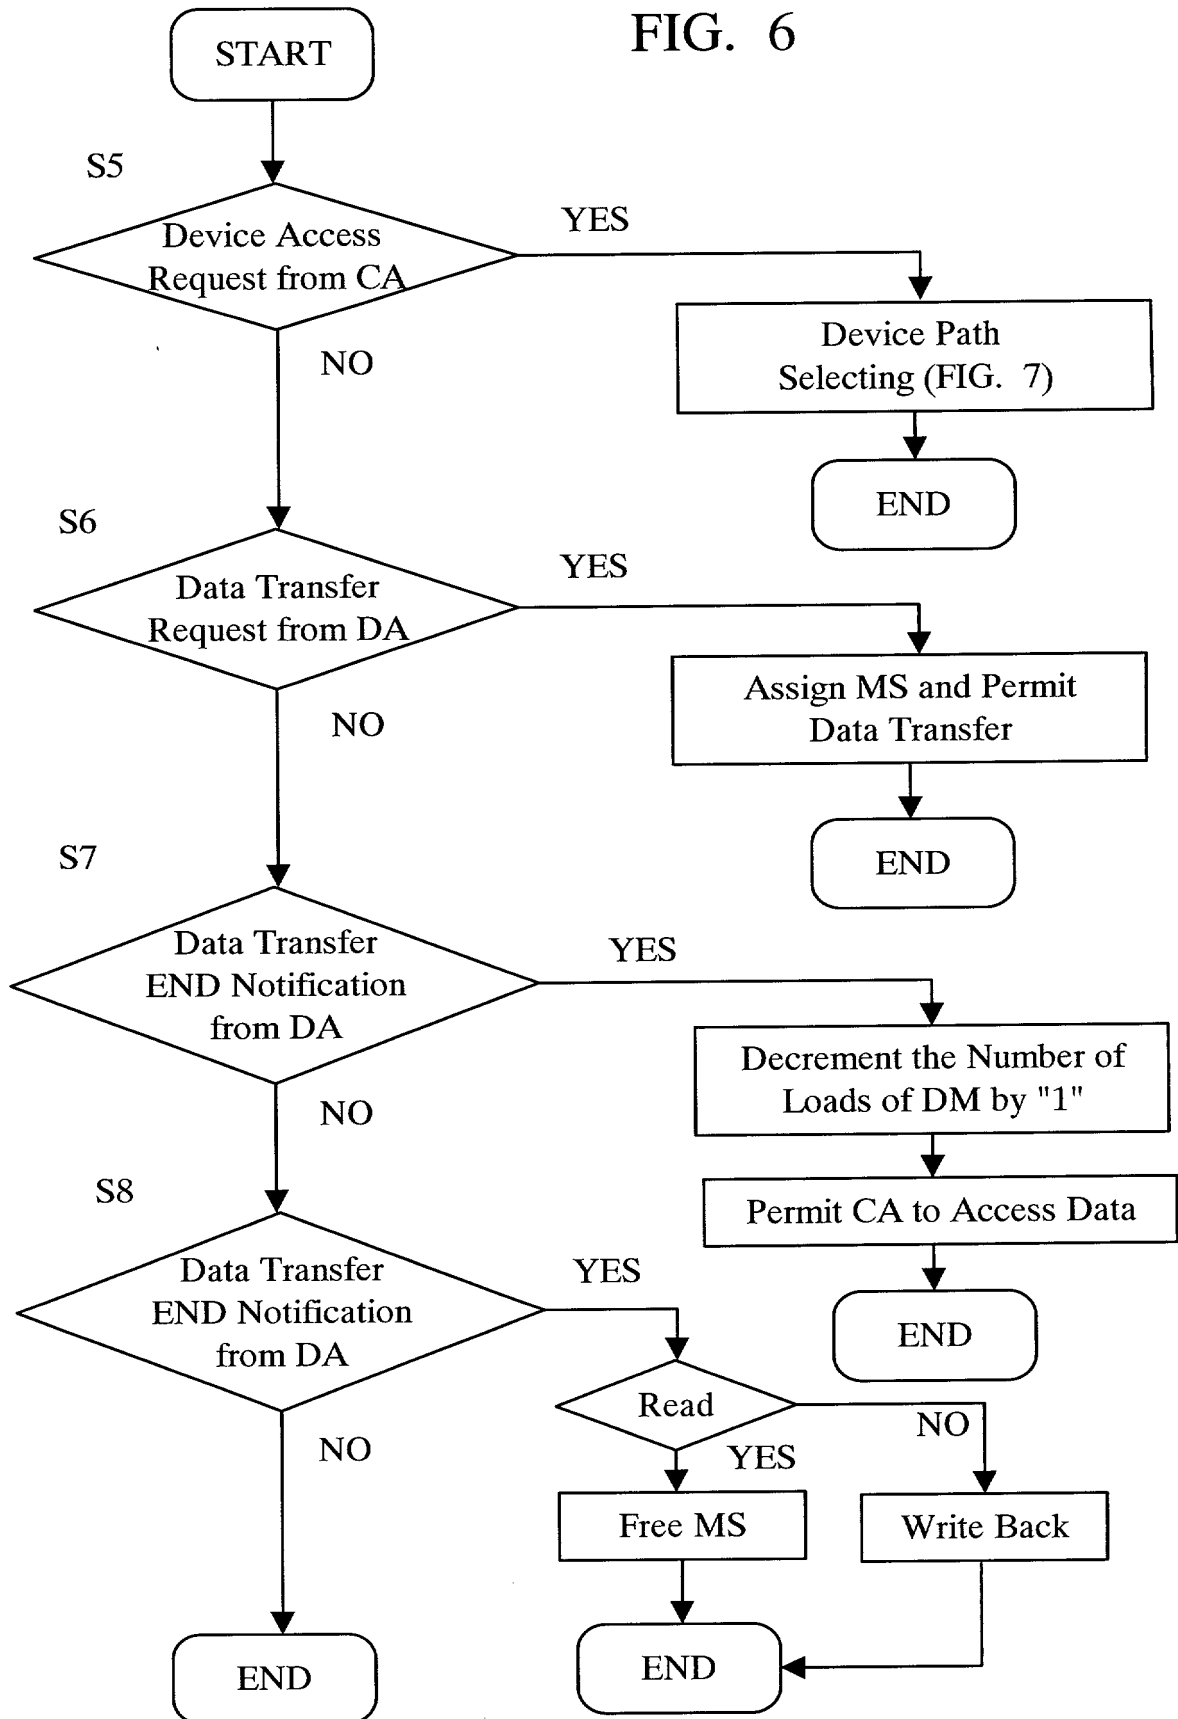 FIG. 6
START
S5
Device Access
Request from CA
YES
NO
Device Path
Selecting (FIG. 7)
END
S6
Data Transfer
Request from DA
YES
NO
Assign MS and Permit
Data Transfer
END
S7
Data Transfer
END Notification
from DA
YES
NO
Decrement the Number of
Loads of DM by "1"
Permit CA to Access Data
END
S8
Data Transfer
END Notification
from DA
YES
NO
Read
NO
YES
Free MS
Write Back
END
END